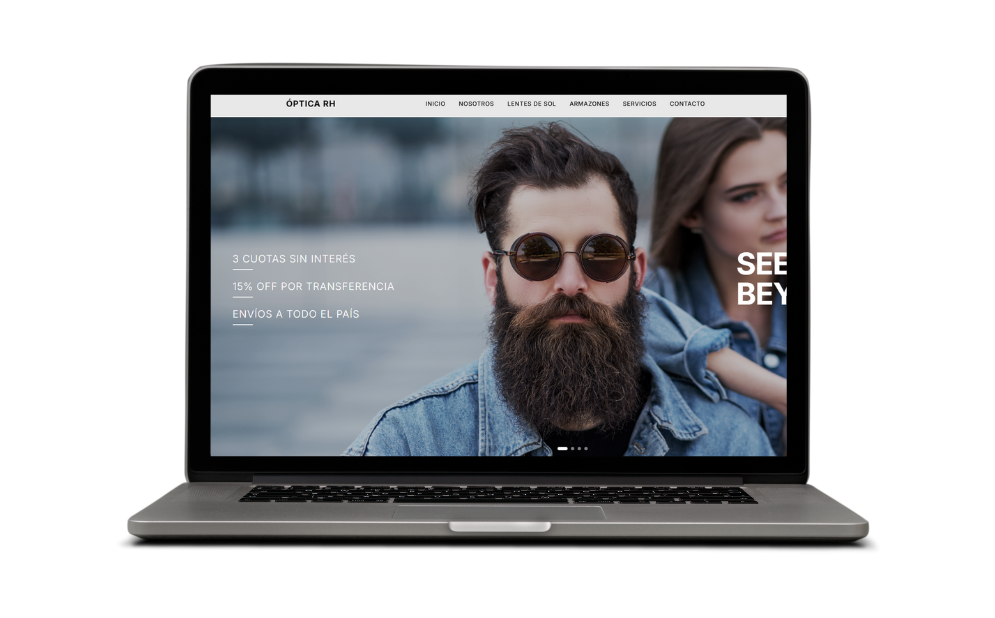 ÓPTICA RH
INICIO NOSOTROS LENTES DE SOL ARMAZONES SERVICIOS CONTACTO
3 CUOTAS SIN INTERÉS
15% OFF POR TRANSFERENCIA
ENVÍOS A TODO EL PAÍS
SEE
BEY